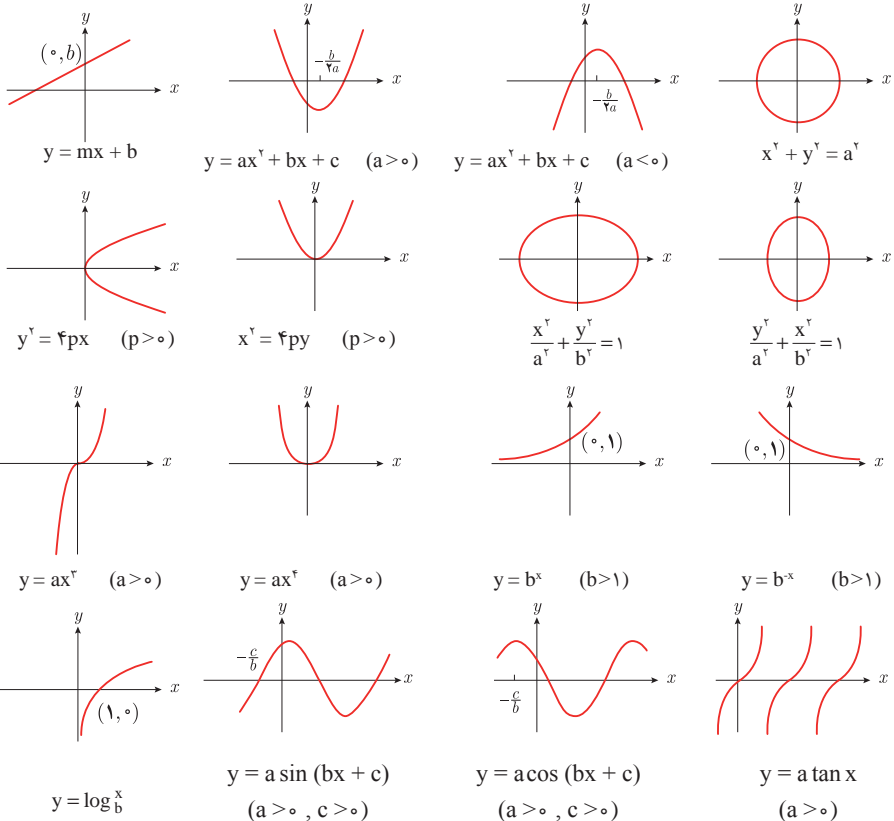 y y y y
(۰,b) x −b/۲a x −b/۲a x x
y = mx + b
y = ax۲ + bx + c (a>۰)
y = ax۲ + bx + c (a<۰)
x۲ + y۲ = a۲
y y y y
x x x x
y۲ = ۴px (p>۰)
x۲ = ۴py (p>۰)
x۲/a۲ + y۲/b۲ = ۱
y۲/a۲ + x۲/b۲ = ۱
y y y y
x x (۰,۱) x (۰,۱) x
y = ax۳ (a>۰)
y = ax۴ (a>۰)
y = bx (b>۱)
y = b-x (b>۱)
y y y y
(۱,۰) x −c/b x −c/b x x
y = log x b
y = a sin (bx + c)
(a>۰ , c>۰)
y = acos (bx + c)
(a>۰ , c>۰)
y = a tan x
(a>۰)